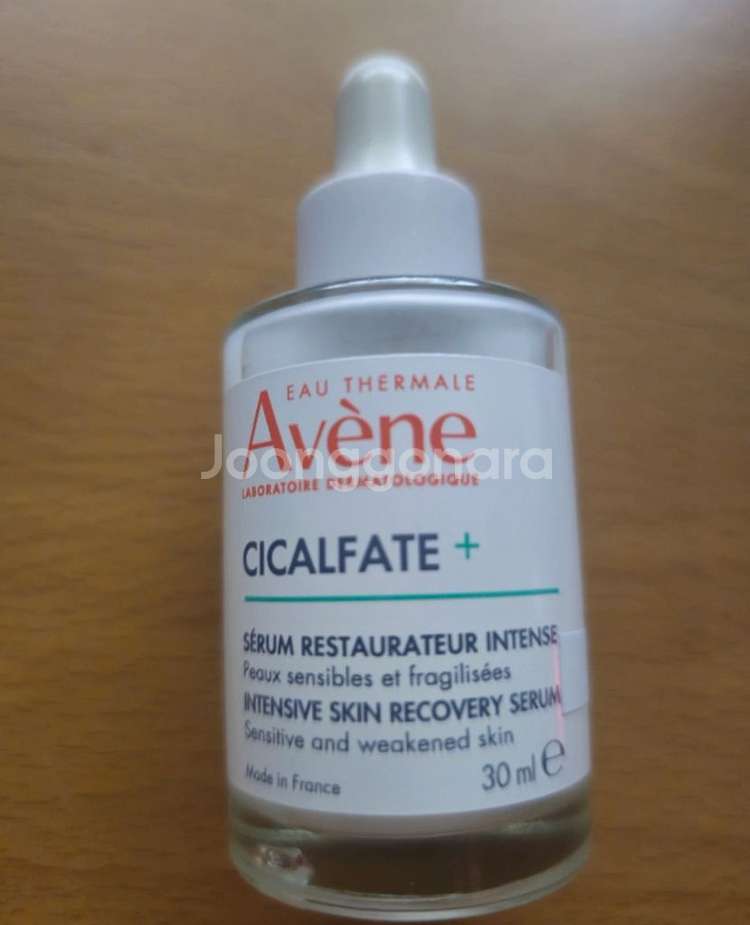 EAU THERMALE
Avène
Joonggonara
LABORATOIRE DERMATOLOGIQUE
CICALFATE +
SÉRUM RESTAURATEUR INTENSE
Peaux sensibles et fragilisées
INTENSIVE SKIN RECOVERY SERUM
Sensitive and weakened skin
Made in France
30 ml ℮